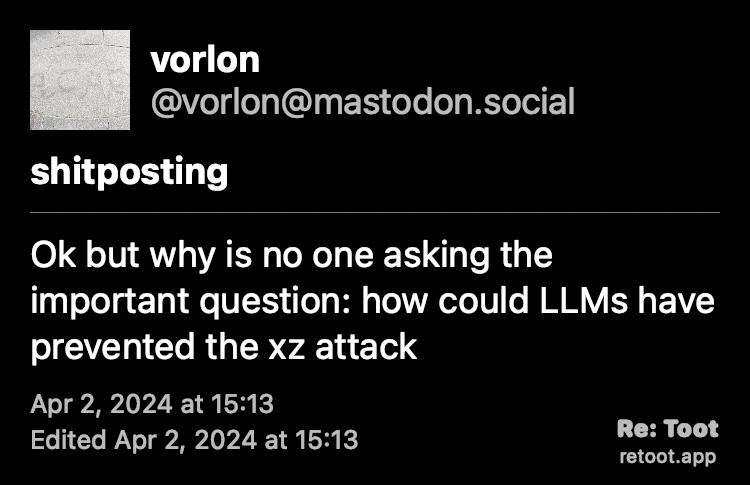 vorlon
@vorlon@mastodon.social
shitposting
Ok but why is no one asking the
important question: how could LLMs have
prevented the xz attack
Apr 2, 2024 at 15:13
Edited Apr 2, 2024 at 15:13
Re: Toot
retoot.app